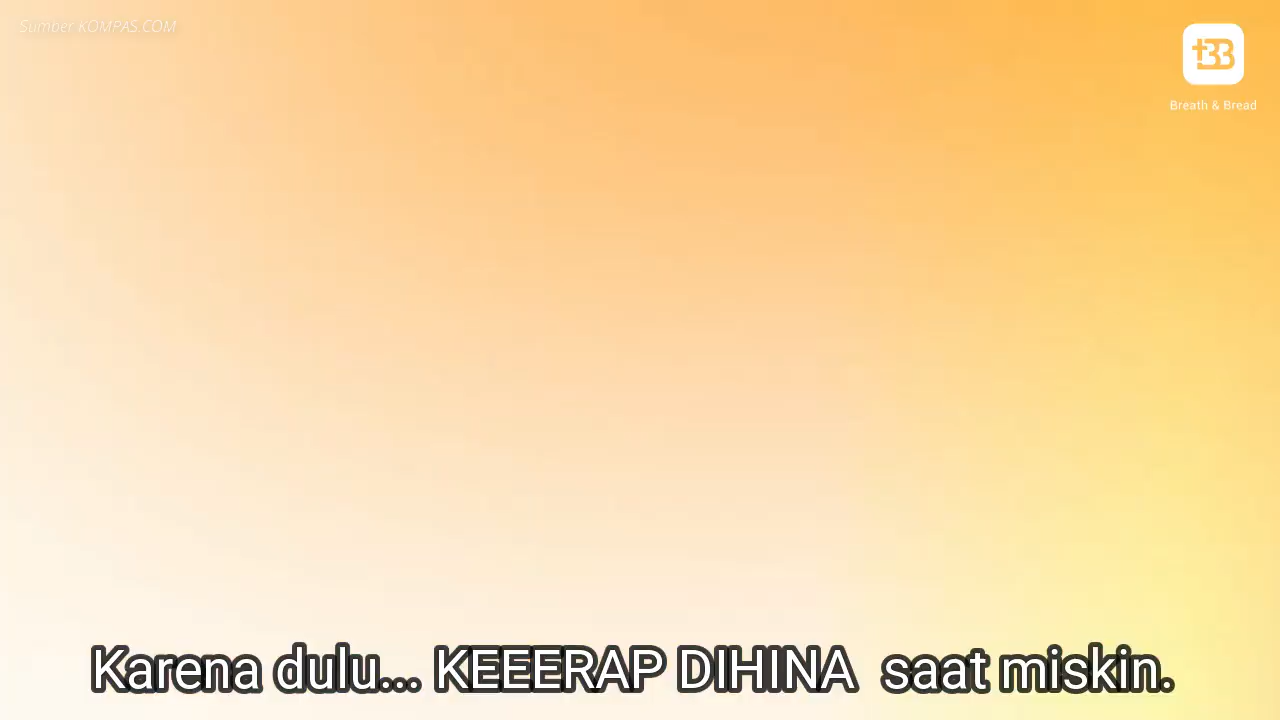 Sumber KOMPAS.COM
Breath & Bread
Karena dulu... KEEERAP DIHINA saat miskin.